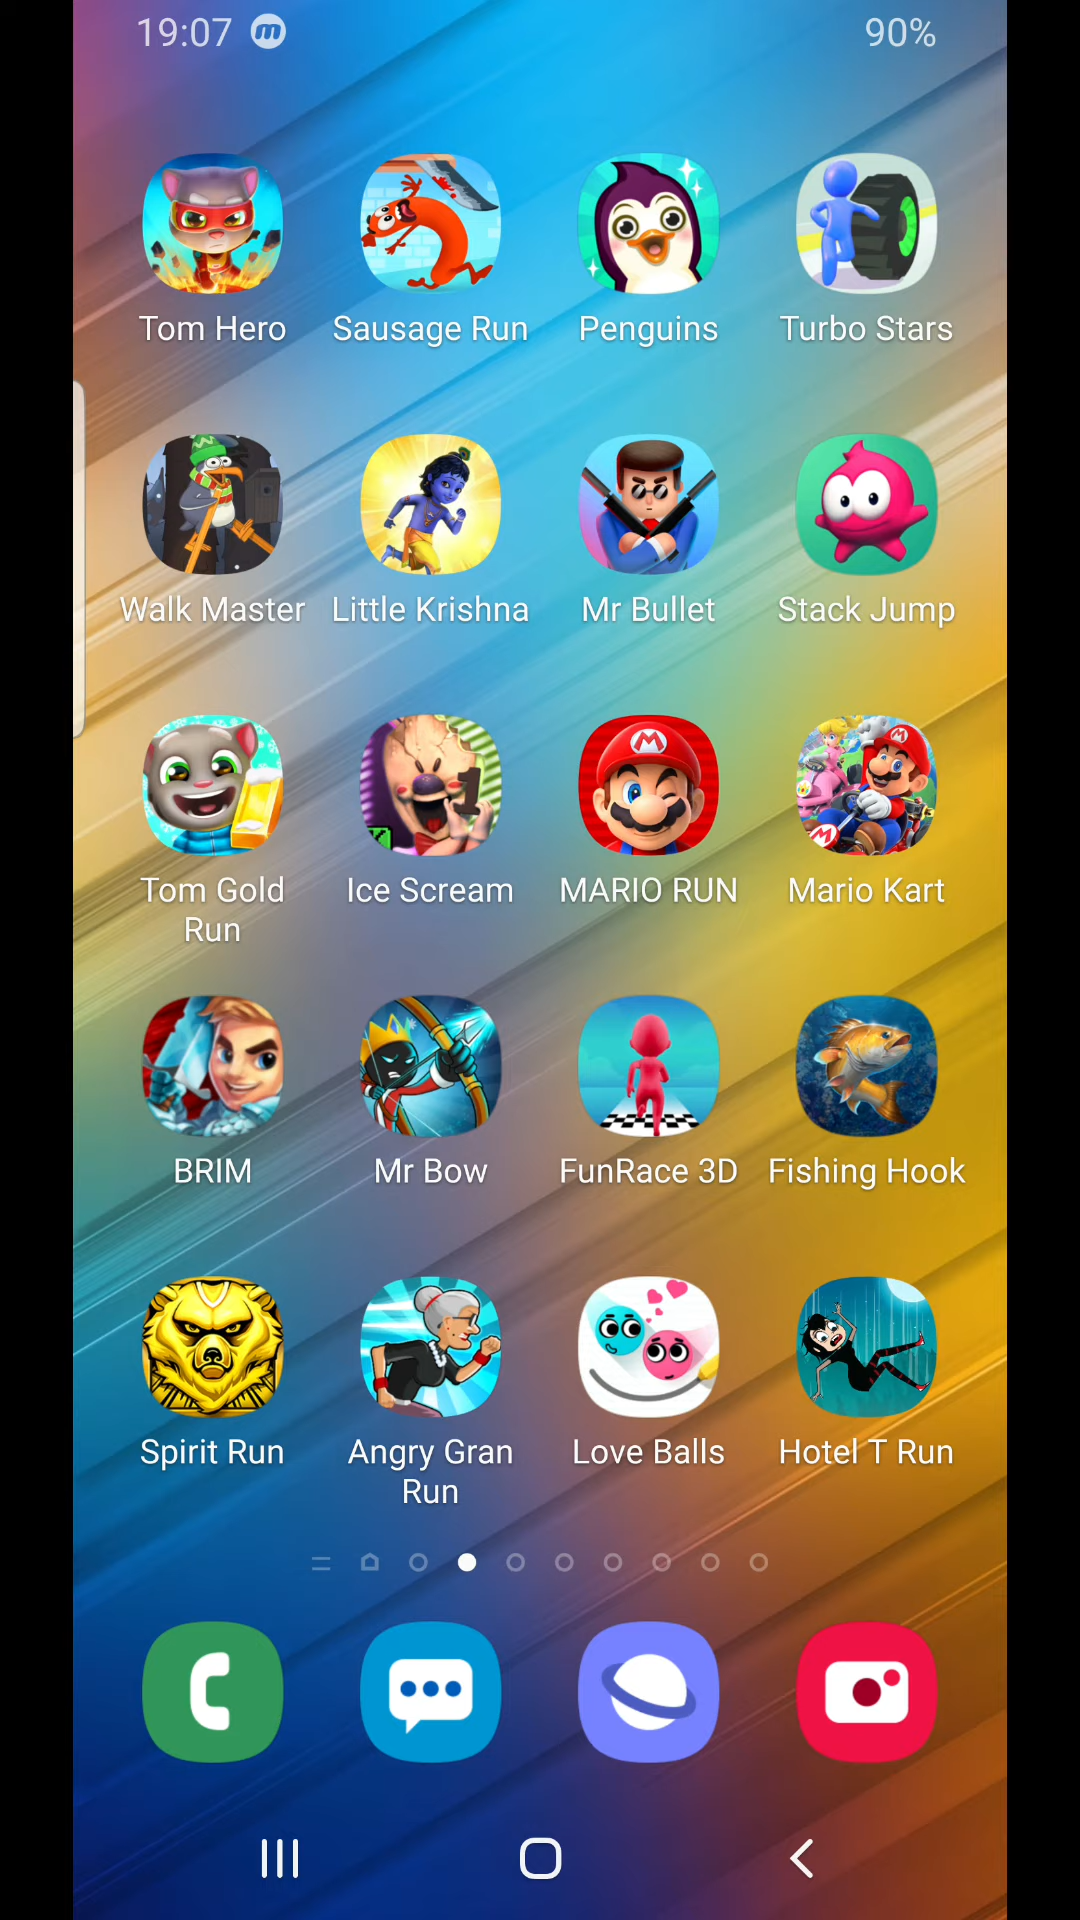 19:07 m 90%
Tom Hero Sausage Run Penguins Turbo Stars
Walk Master Little Krishna Mr Bullet Stack Jump
M
M
1
M
Tom Gold Run Ice Scream MARIO RUN Mario Kart
BRIM Mr Bow FunRace 3D Fishing Hook
Spirit Run Angry Gran Run Love Balls Hotel T Run